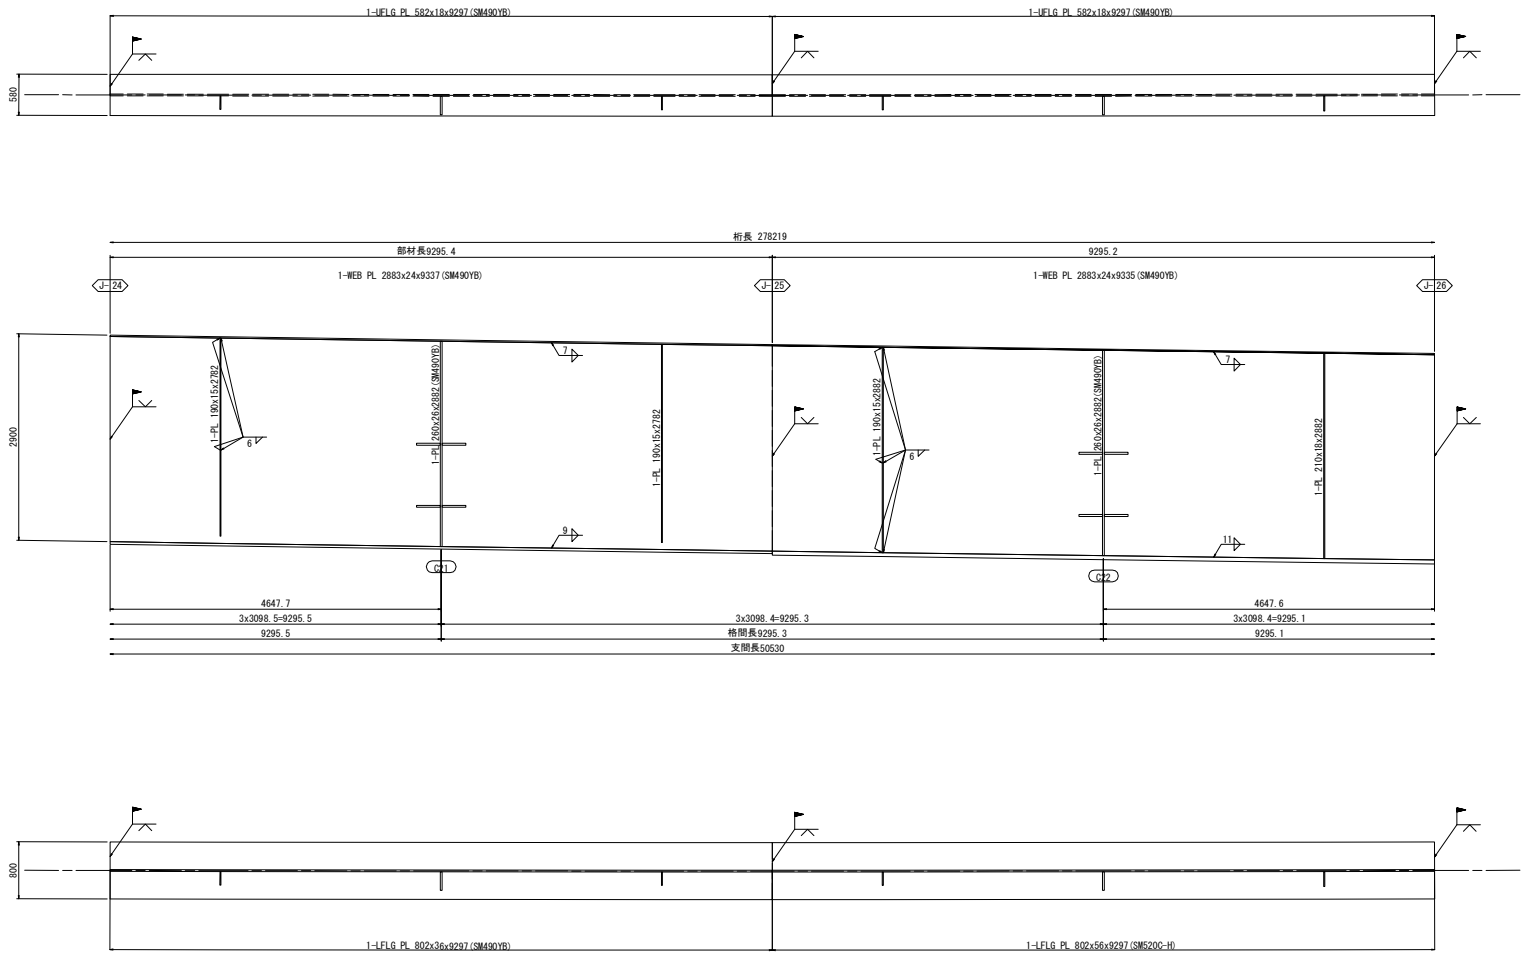 1-UFLG PL 582x18x9297(SM490YB)
1-UFLG PL 582x18x9297(SM490YB)
580
桁長 278219
部材長9295.4
9295.2
1-WEB PL 2883x24x9337(SM490YB)
1-WEB PL 2883x24x9335(SM490YB)
J-24
J-25
J-26
2900
1-PL 190x15x2782
6
1-PL 260x26x2882(SM490YB)
7
9
1-PL 190x15x2782
1-PL 190x15x2882
6
1-PL 260x26x2882(SM490YB)
7
11
1-PL 210x18x2882
C21
C22
4647.7
4647.6
3x3098.5=9295.5
3x3098.4=9295.3
3x3098.4=9295.1
9295.5
格間長9295.3
9295.1
支間長50530
800
1-LFLG PL 802x36x9297(SM490YB)
1-LFLG PL 802x56x9297(SM520C-H)